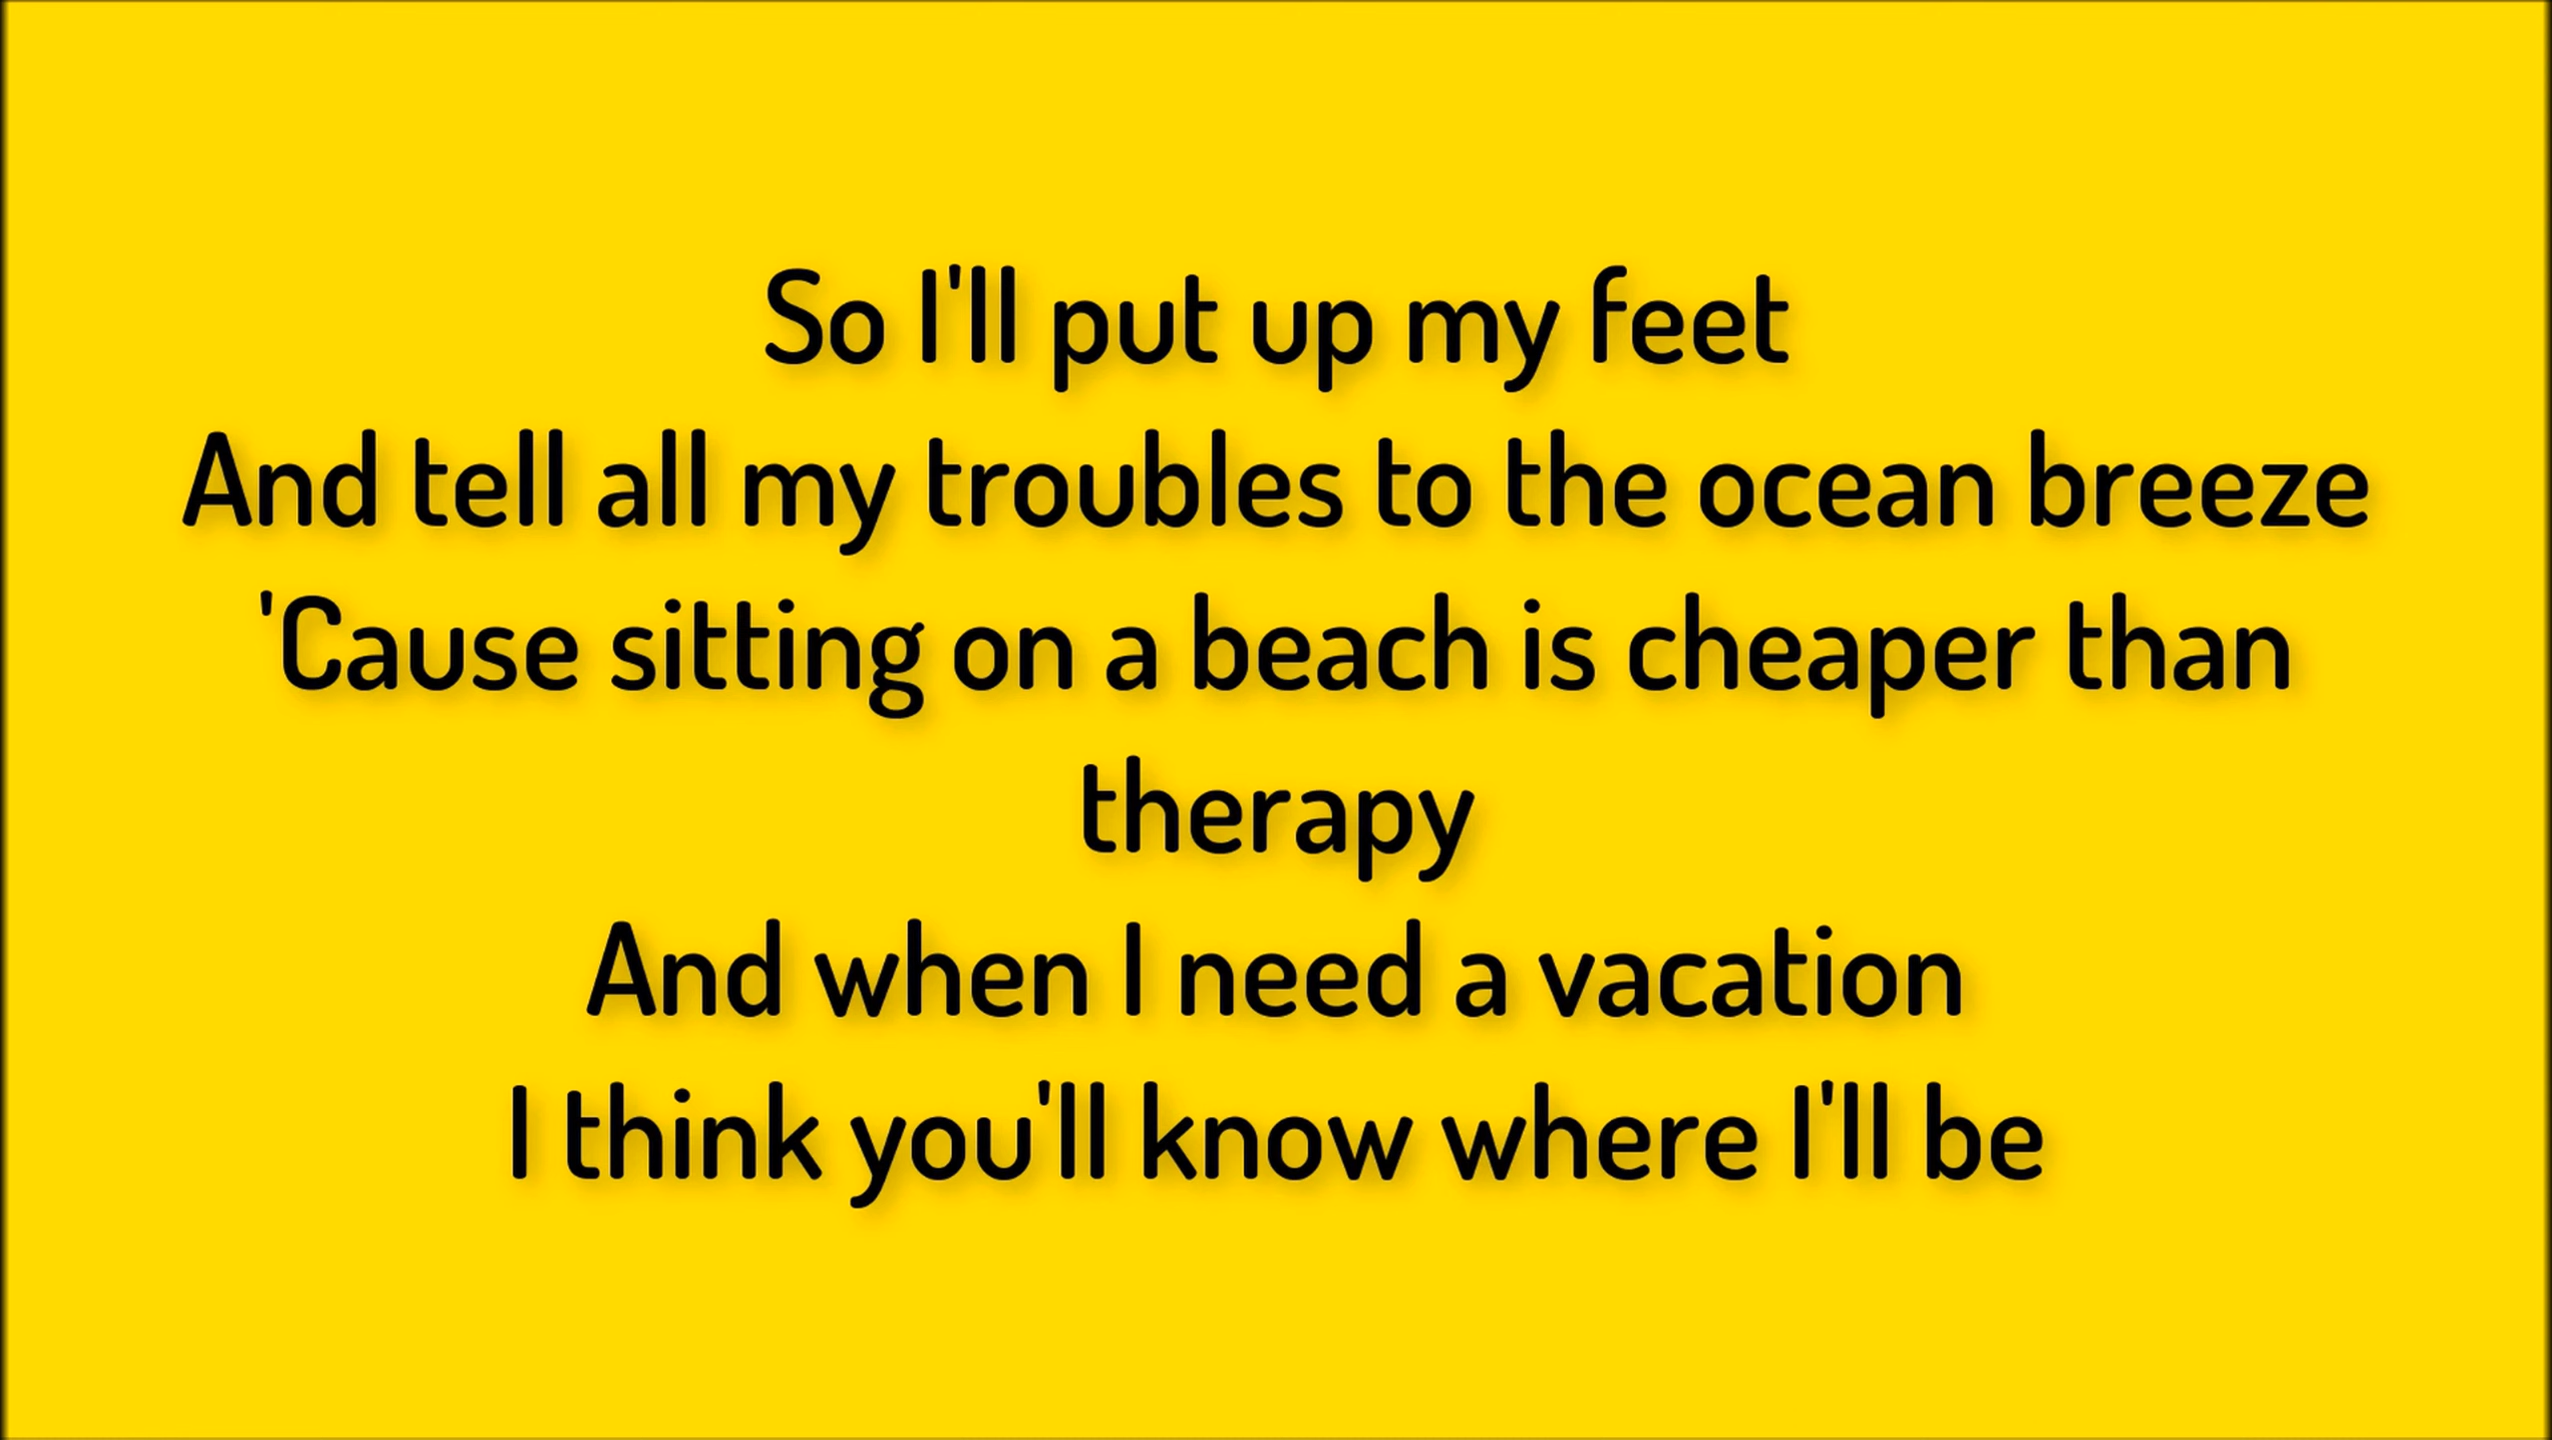 So I'll put up my feet
And tell all my troubles to the ocean breeze
'Cause sitting on a beach is cheaper than
therapy
And when I need a vacation
I think you'll know where I'll be